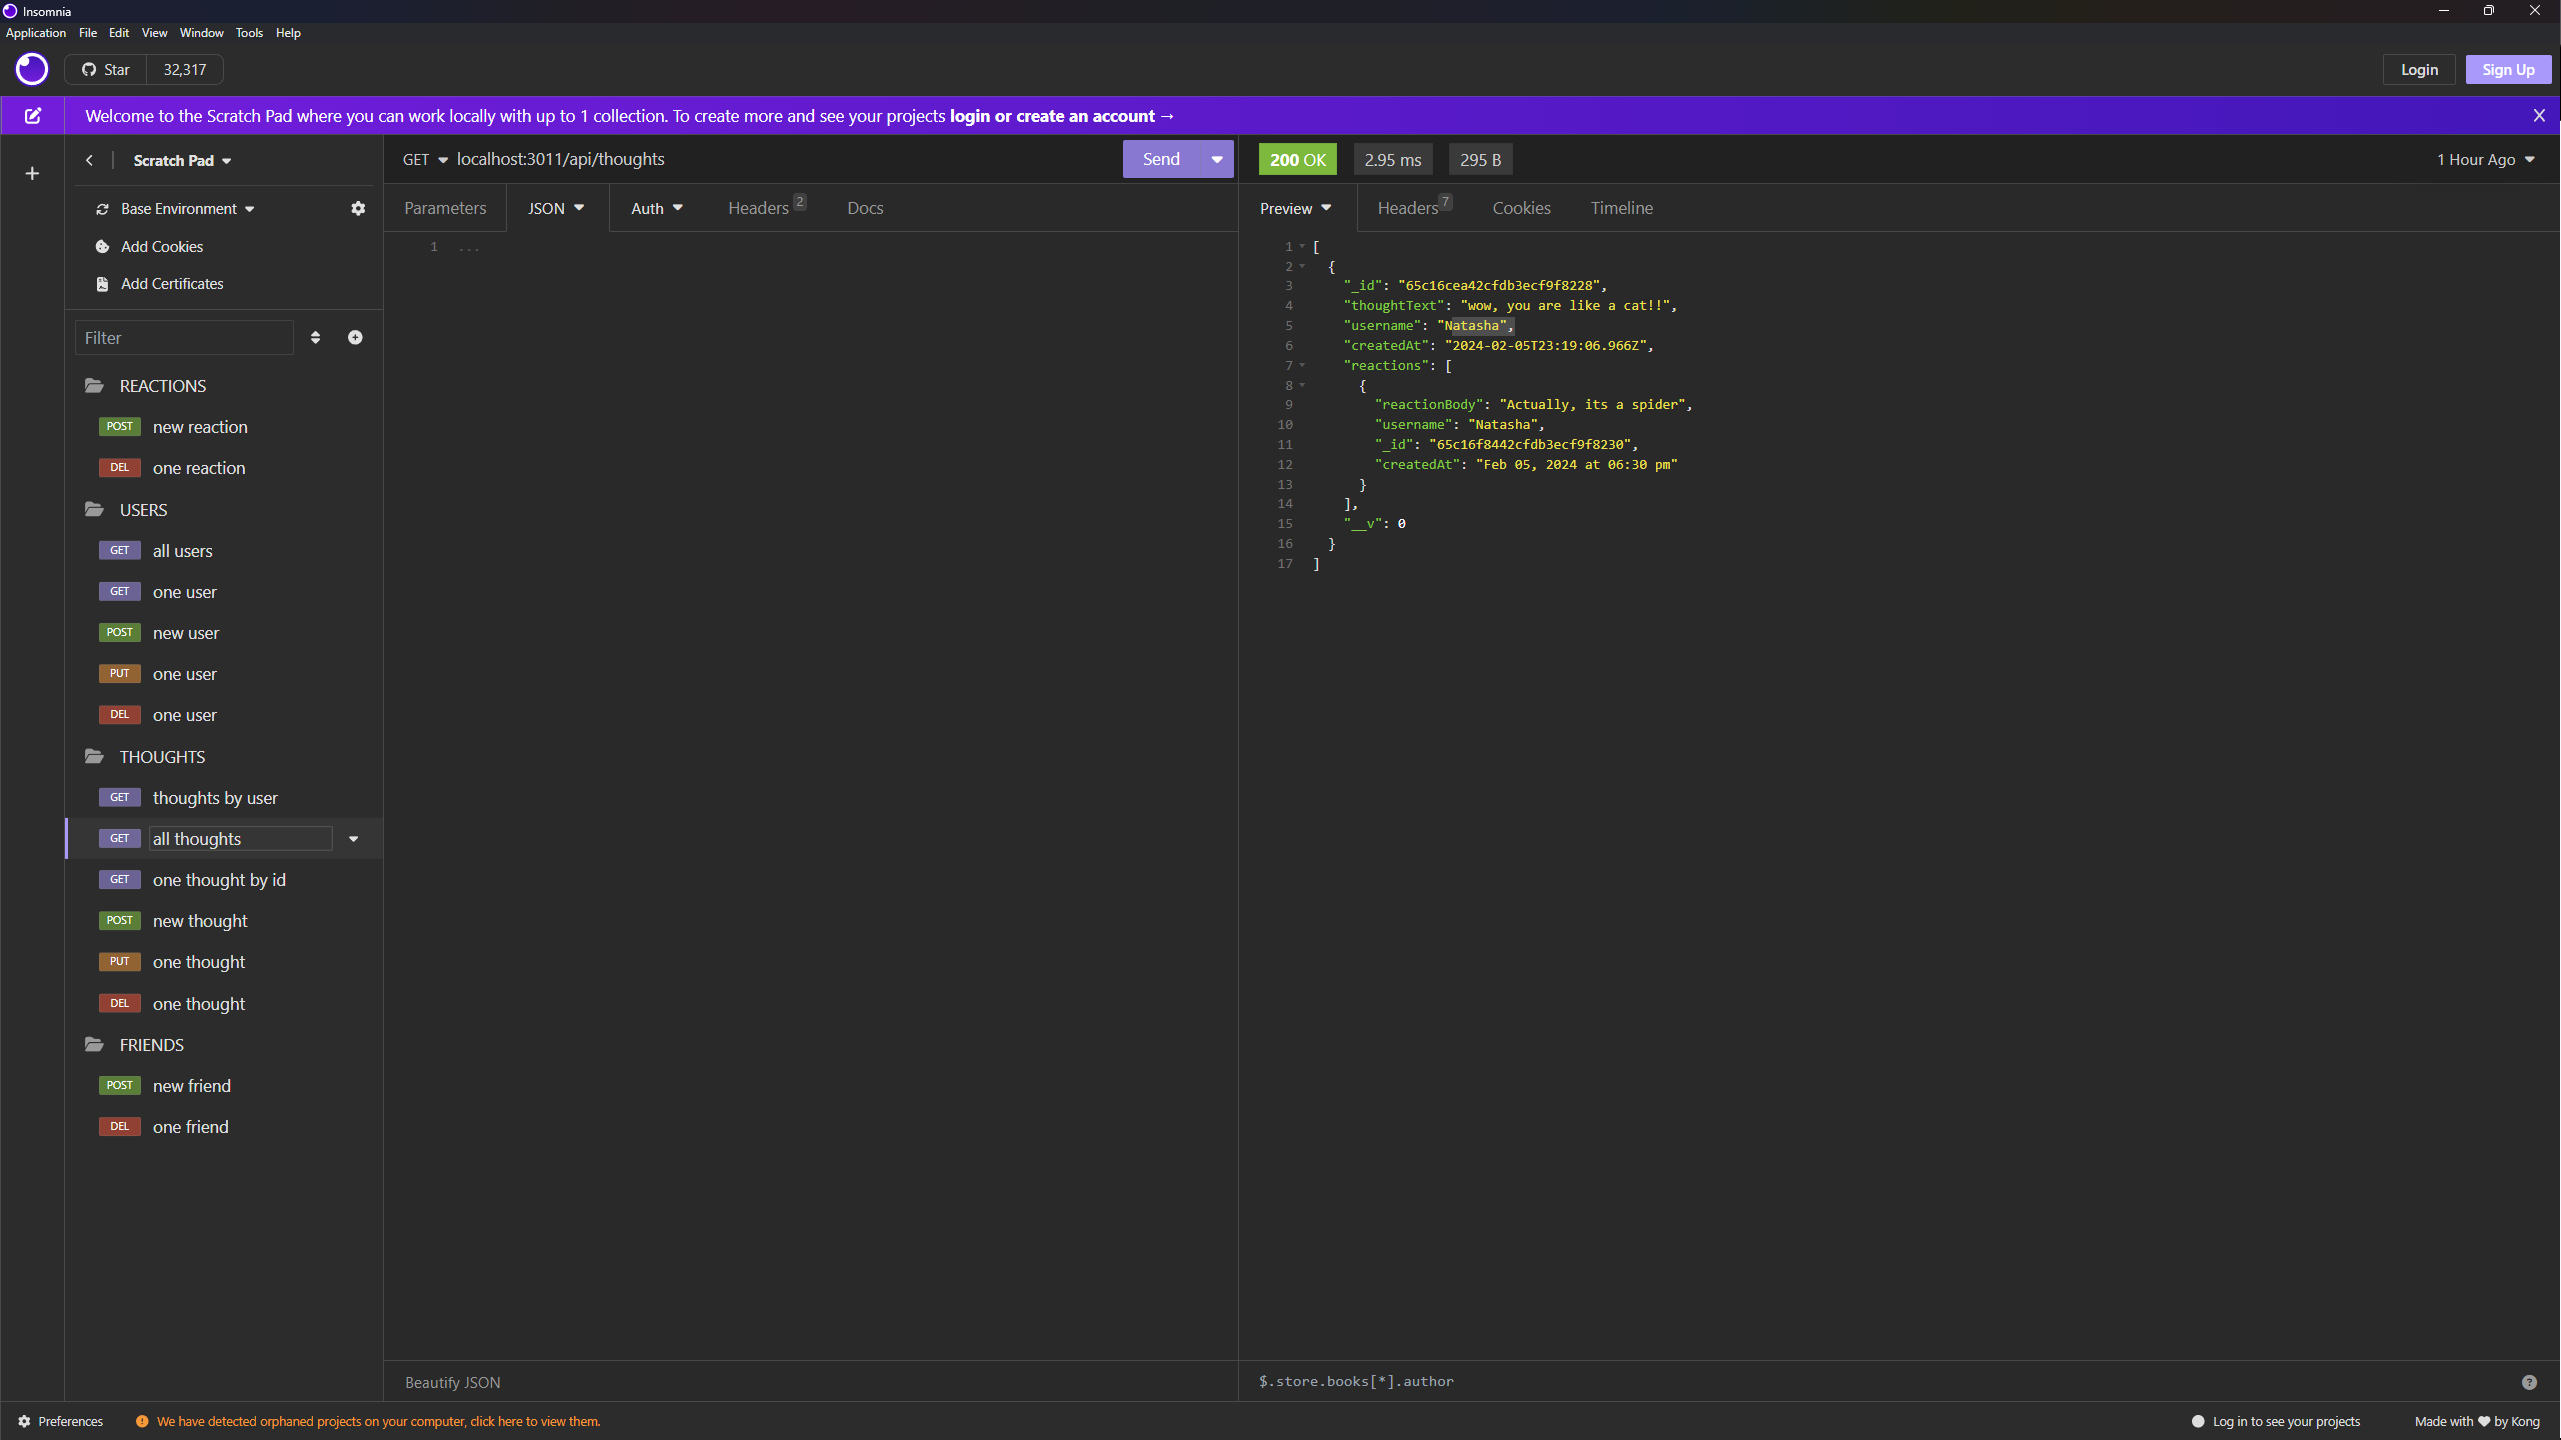 Insomnia
Application File Edit View Window Tools Help
Star 32,317
Login Sign Up
Welcome to the Scratch Pad where you can work locally with up to 1 collection. To create more and see your projects login or create an account →
Scratch Pad
Base Environment
Add Cookies
Add Certificates
Filter
REACTIONS
POST new reaction
DEL one reaction
USERS
GET all users
GET one user
POST new user
PUT one user
DEL one user
THOUGHTS
GET thoughts by user
GET all thoughts
GET one thought by id
POST new thought
PUT one thought
DEL one thought
FRIENDS
POST new friend
DEL one friend
GET localhost:3011/api/thoughts Send
Parameters JSON Auth Headers 2 Docs
1 ...
Beautify JSON
200 OK 2.95 ms 295 B 1 Hour Ago
Preview Headers 7 Cookies Timeline
1 [
2 {
3 "_id": "65c16cea42cfdb3ecf9f8228",
4 "thoughtText": "wow, you are like a cat!!",
5 "username": "Natasha",
6 "createdAt": "2024-02-05T23:19:06.966Z",
7 "reactions": [
8 {
9 "reactionBody": "Actually, its a spider",
10 "username": "Natasha",
11 "_id": "65c16f8442cfdb3ecf9f8230",
12 "createdAt": "Feb 05, 2024 at 06:30 pm"
13 }
14 ],
15 "__v": 0
16 }
17 ]
$.store.books[*].author
Preferences We have detected orphaned projects on your computer, click here to view them.
Log in to see your projects Made with ♥ by Kong